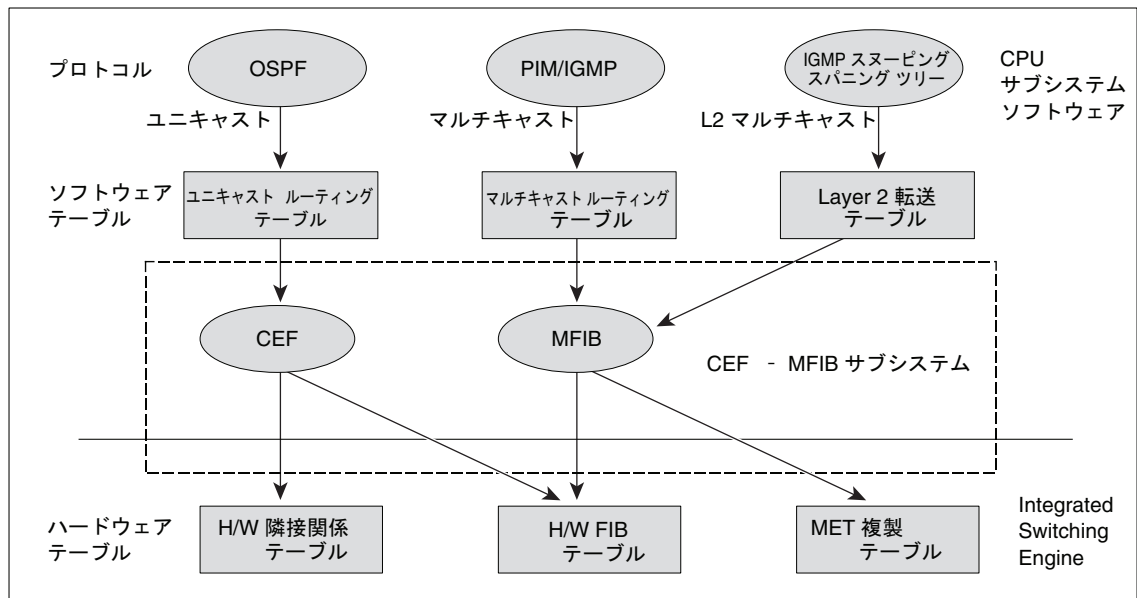 プロトコル
OSPF
PIM/IGMP
IGMP スヌーピング
スパニング ツリー
CPU
サブシステム
ソフトウェア
ユニキャスト
マルチキャスト
L2 マルチキャスト
ソフトウェア
テーブル
ユニキャスト ルーティング
テーブル
マルチキャスト ルーティング
テーブル
Layer 2 転送
テーブル
CEF
MFIB
CEF - MFIB サブシステム
ハードウェア
テーブル
H/W 隣接関係
テーブル
H/W FIB
テーブル
MET 複製
テーブル
Integrated
Switching
Engine